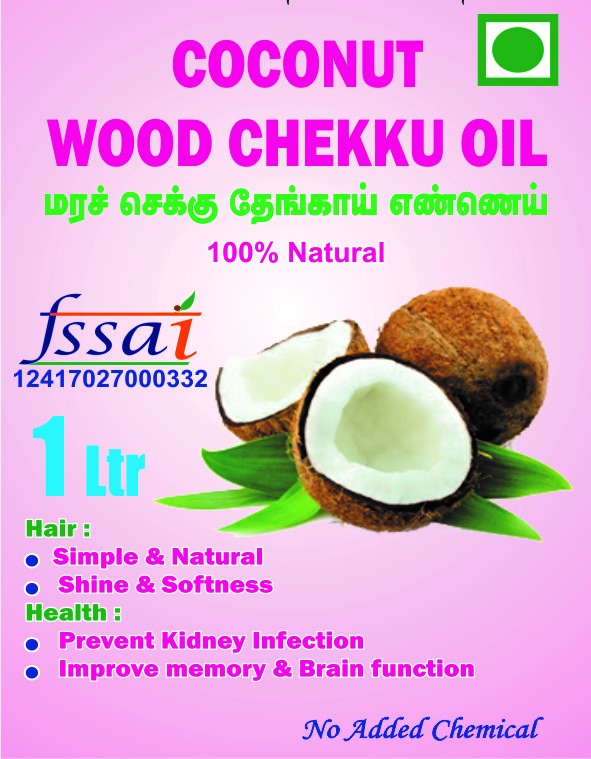 COCONUT
WOOD CHEKKU OIL
மரச் செக்கு தேங்காய் எண்ணெய்
100% Natural
fssai
12417027000332
1 Ltr
Hair :
Simple & Natural
Shine & Softness
Health :
Prevent Kidney Infection
Improve memory & Brain function
No Added Chemical